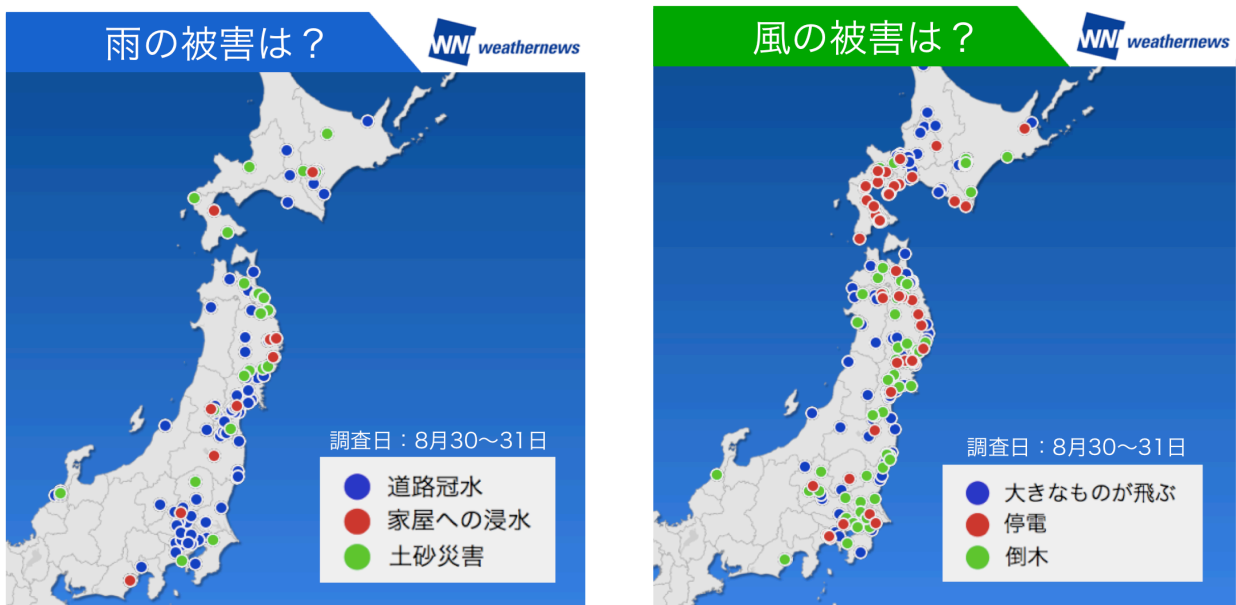 雨の被害は？
WNI weathernews
調査日：8月30〜31日
道路冠水
家屋への浸水
土砂災害
風の被害は？
WNI weathernews
調査日：8月30〜31日
大きなものが飛ぶ
停電
倒木